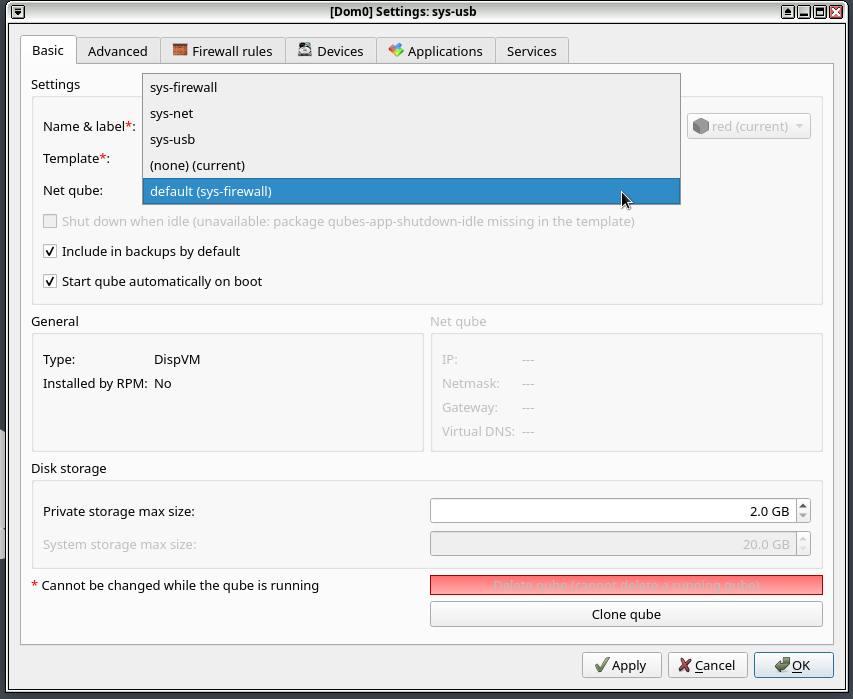 [Dom0] Settings: sys-usb
Basic Advanced Firewall rules Devices Applications Services
Settings
sys-firewall
sys-net
Name & label*: red (current)
sys-usb
Template*:
(none) (current)
Net qube: default (sys-firewall)
Shut down when idle (unavailable: package qubes-app-shutdown-idle missing in the template)
Include in backups by default
Start qube automatically on boot
General Net qube
Type: DispVM IP: ---
Installed by RPM: No Netmask: ---
Gateway: ---
Virtual DNS: ---
Disk storage
Private storage max size: 2.0 GB
System storage max size: 20.0 GB
* Cannot be changed while the qube is running Delete qube (cannot delete a running qube)
Clone qube
Apply Cancel OK